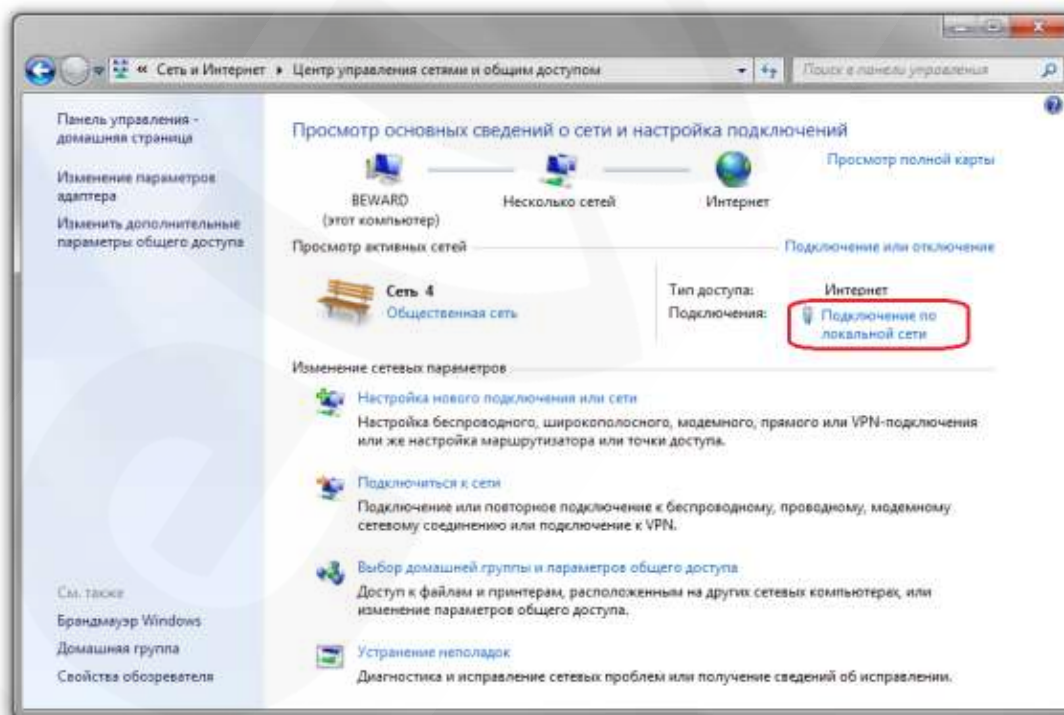 « Сеть и Интернет ▸ Центр управления сетями и общим доступом
Поиск в панели управления
Панель управления -
домашняя страница
Изменение параметров
адаптера
Изменить дополнительные
параметры общего доступа
См. также
Брандмауэр Windows
Домашняя группа
Свойства обозревателя
Просмотр основных сведений о сети и настройка подключений
Просмотр полной карты
BEWARD
(этот компьютер)
Несколько сетей
Интернет
Просмотр активных сетей
Подключение или отключение
Сеть 4
Общественная сеть
Тип доступа: Интернет
Подключения: Подключение по
локальной сети
Изменение сетевых параметров
Настройка нового подключения или сети
Настройка беспроводного, широкополосного, модемного, прямого или VPN-подключения
или же настройка маршрутизатора или точки доступа.
Подключиться к сети
Подключение или повторное подключение к беспроводному, проводному, модемному
сетевому соединению или подключение к VPN.
Выбор домашней группы и параметров общего доступа
Доступ к файлам и принтерам, расположенным на других сетевых компьютерах, или
изменение параметров общего доступа.
Устранение неполадок
Диагностика и исправление сетевых проблем или получение сведений об исправлении.